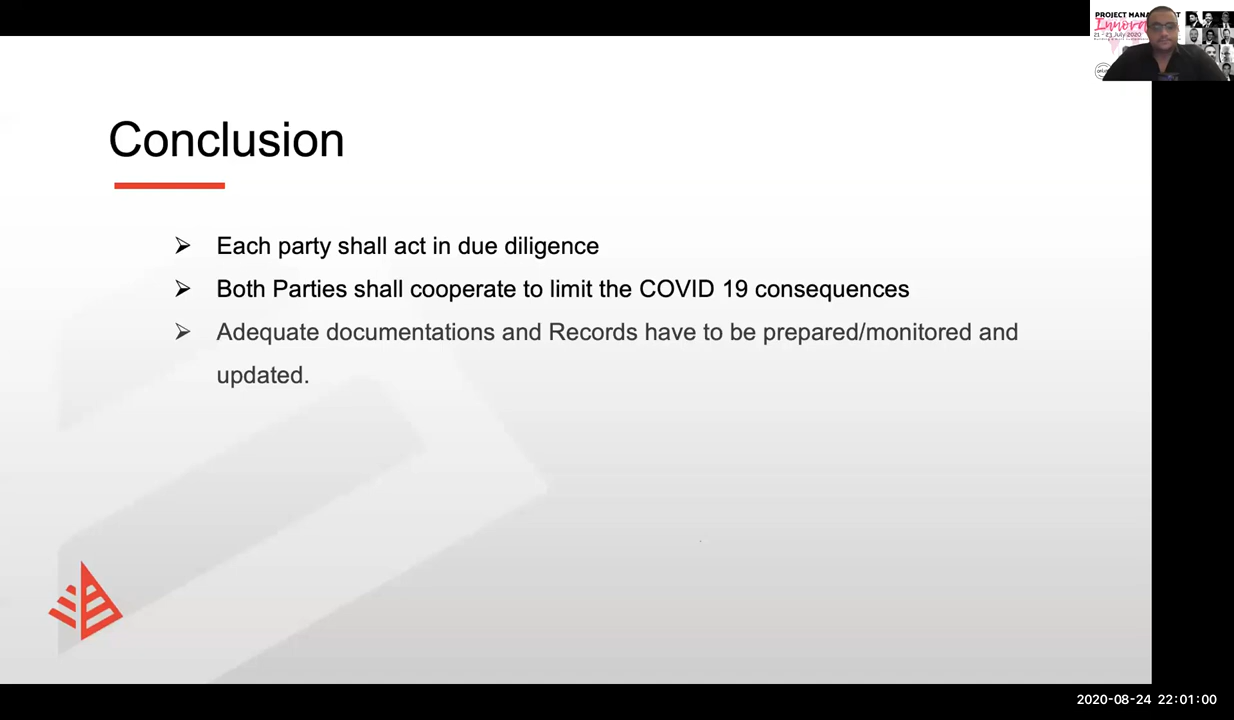 PROJECT MANA
Innova
21 - 23 July 2020
Conclusion
➢ Each party shall act in due diligence
➢ Both Parties shall cooperate to limit the COVID 19 consequences
➢ Adequate documentations and Records have to be prepared/monitored and
updated.
2020-08-24 22:01:00